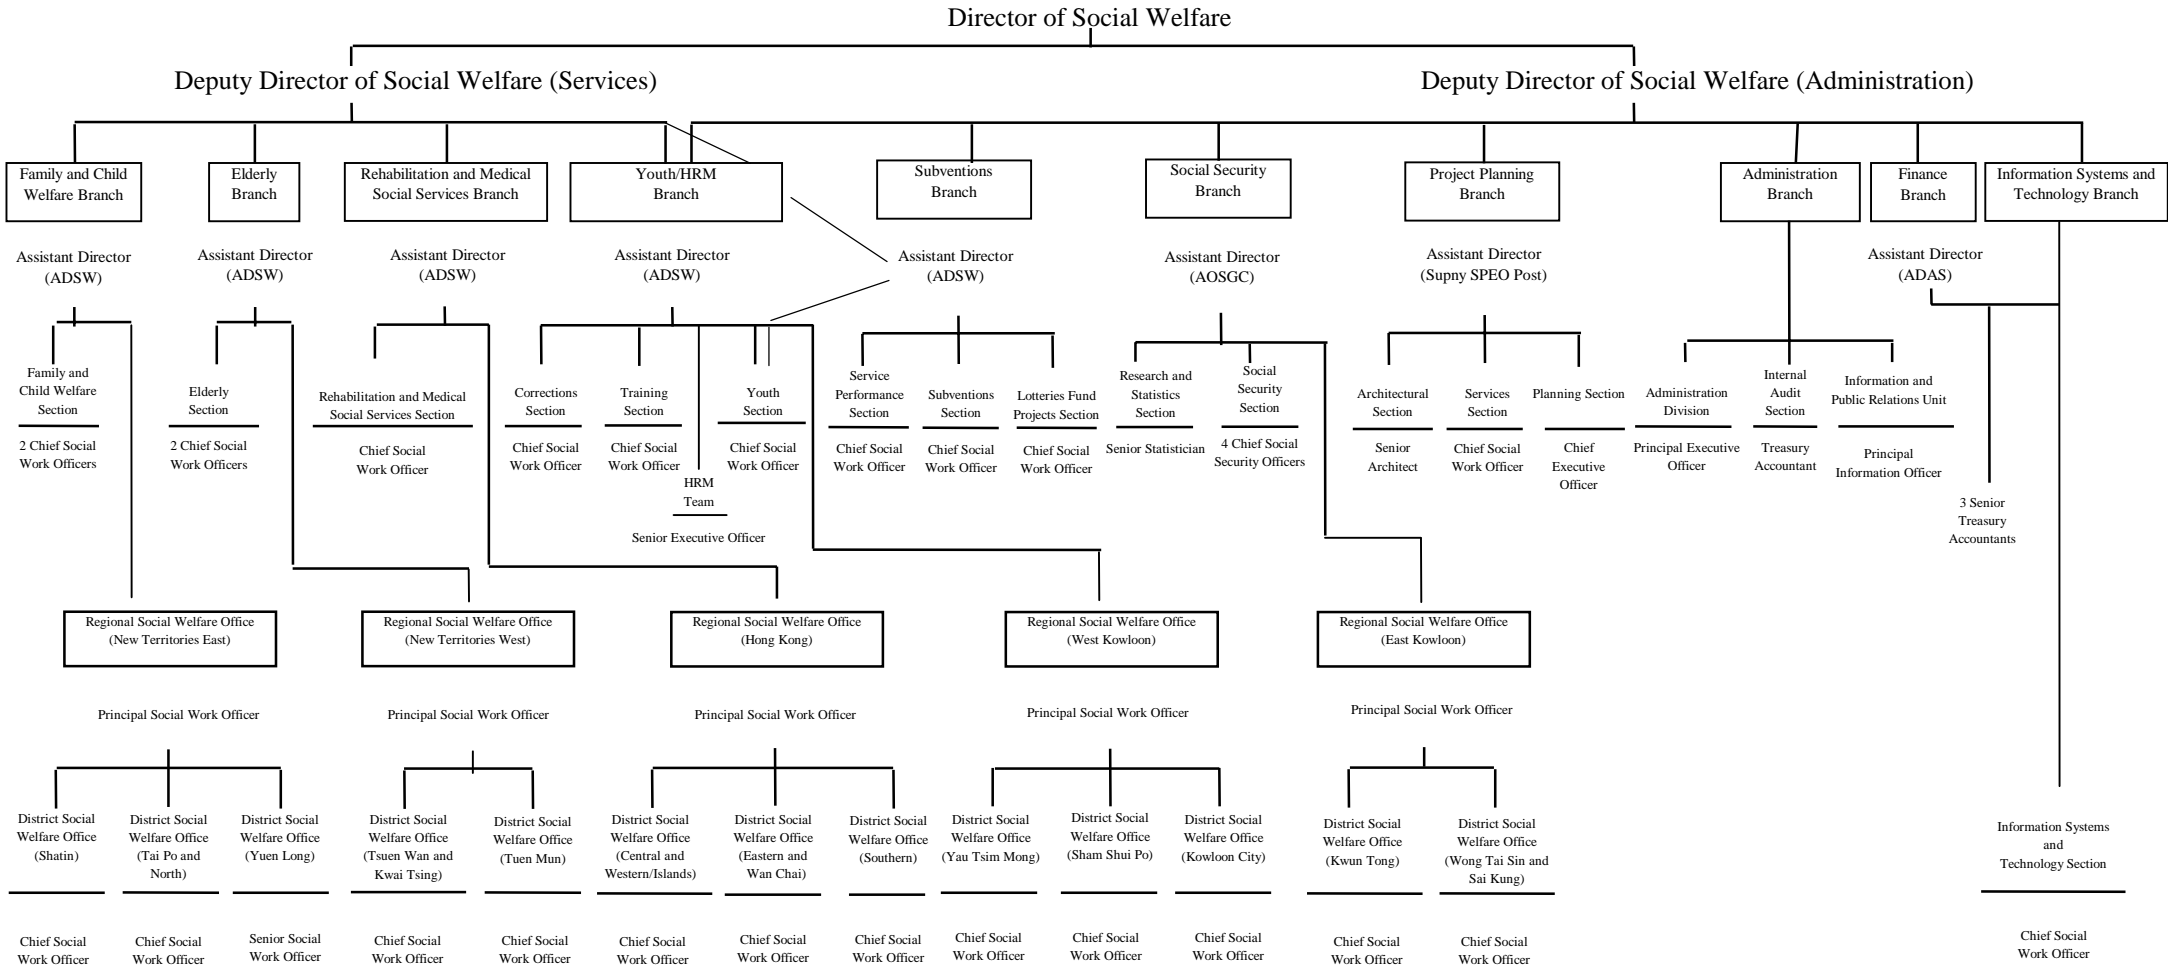 Director of Social Welfare
Deputy Director of Social Welfare (Services)
Deputy Director of Social Welfare (Administration)
Family and Child
Welfare Branch
Elderly
Branch
Rehabilitation and Medical
Social Services Branch
Youth/HRM
Branch
Subventions
Branch
Social Security
Branch
Project Planning
Branch
Administration
Branch
Finance
Branch
Information Systems and
Technology Branch
Assistant Director
(ADSW)
Assistant Director
(ADSW)
Assistant Director
(ADSW)
Assistant Director
(ADSW)
Assistant Director
(ADSW)
Assistant Director
(AOSGC)
Assistant Director
(Supny SPEO Post)
Assistant Director
(ADAS)
Family and
Child Welfare
Section
2 Chief Social
Work Officers
Elderly
Section
2 Chief Social
Work Officers
Rehabilitation and Medical
Social Services Section
Chief Social
Work Officer
Corrections
Section
Chief Social
Work Officer
Training
Section
Chief Social
Work Officer
HRM
Team
Senior Executive Officer
Youth
Section
Chief Social
Work Officer
Service
Performance
Section
Chief Social
Work Officer
Subventions
Section
Chief Social
Work Officer
Lotteries Fund
Projects Section
Chief Social
Work Officer
Research and
Statistics
Section
Senior Statistician
Social
Security
Section
4 Chief Social
Security Officers
Architectural
Section
Senior
Architect
Services
Section
Chief Social
Work Officer
Planning Section
Chief
Executive
Officer
Administration
Division
Principal Executive
Officer
Internal
Audit
Section
Treasury
Accountant
Information and
Public Relations Unit
Principal
Information Officer
3 Senior
Treasury
Accountants
Regional Social Welfare Office
(New Territories East)
Regional Social Welfare Office
(New Territories West)
Regional Social Welfare Office
(Hong Kong)
Regional Social Welfare Office
(West Kowloon)
Regional Social Welfare Office
(East Kowloon)
Principal Social Work Officer
Principal Social Work Officer
Principal Social Work Officer
Principal Social Work Officer
Principal Social Work Officer
District Social
Welfare Office
(Shatin)
Chief Social
Work Officer
District Social
Welfare Office
(Tai Po and
North)
Chief Social
Work Officer
District Social
Welfare Office
(Yuen Long)
Senior Social
Work Officer
District Social
Welfare Office
(Tsuen Wan and
Kwai Tsing)
Chief Social
Work Officer
District Social
Welfare Office
(Tuen Mun)
Chief Social
Work Officer
District Social
Welfare Office
(Central and
Western/Islands)
Chief Social
Work Officer
District Social
Welfare Office
(Eastern and
Wan Chai)
Chief Social
Work Officer
District Social
Welfare Office
(Southern)
Chief Social
Work Officer
District Social
Welfare Office
(Yau Tsim Mong)
Chief Social
Work Officer
District Social
Welfare Office
(Sham Shui Po)
Chief Social
Work Officer
District Social
Welfare Office
(Kowloon City)
Chief Social
Work Officer
District Social
Welfare Office
(Kwun Tong)
Chief Social
Work Officer
District Social
Welfare Office
(Wong Tai Sin and
Sai Kung)
Chief Social
Work Officer
Information Systems
and
Technology Section
Chief Social
Work Officer